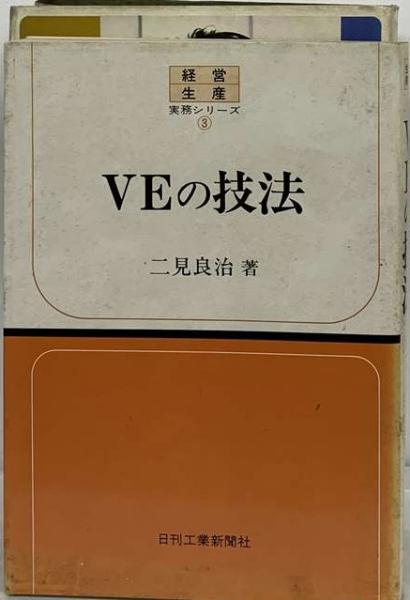 経営
生産
実務シリーズ
③
VEの技法
二見良治 著
日刊工業新聞社